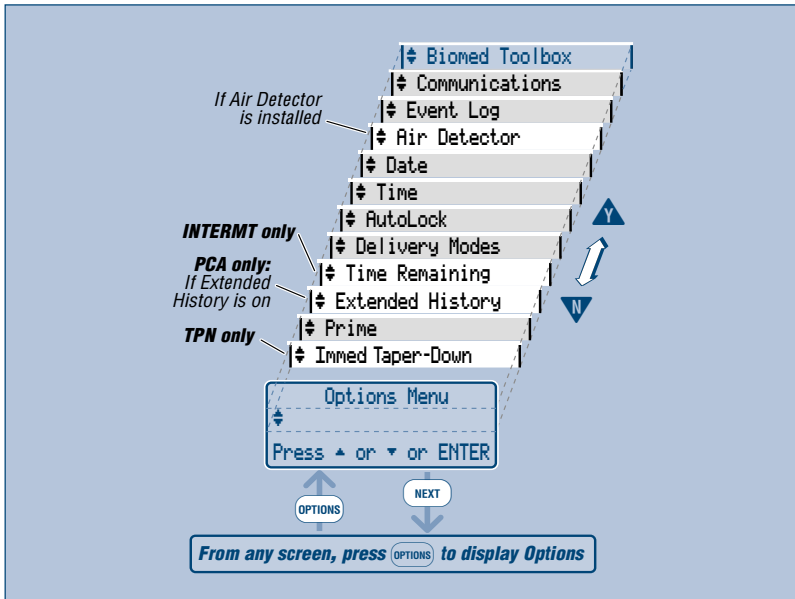 Biomed Toolbox
Communications
Event Log
If Air Detector
is installed
Air Detector
Date
Time
AutoLock
Y
Delivery Modes
INTERMT only
Time Remaining
PCA only:
If Extended
History is on
Extended History
N
Prime
TPN only
Immed Taper-Down
Options Menu
Press ▲ or ▼ or ENTER
OPTIONS
NEXT
From any screen, press OPTIONS to display Options